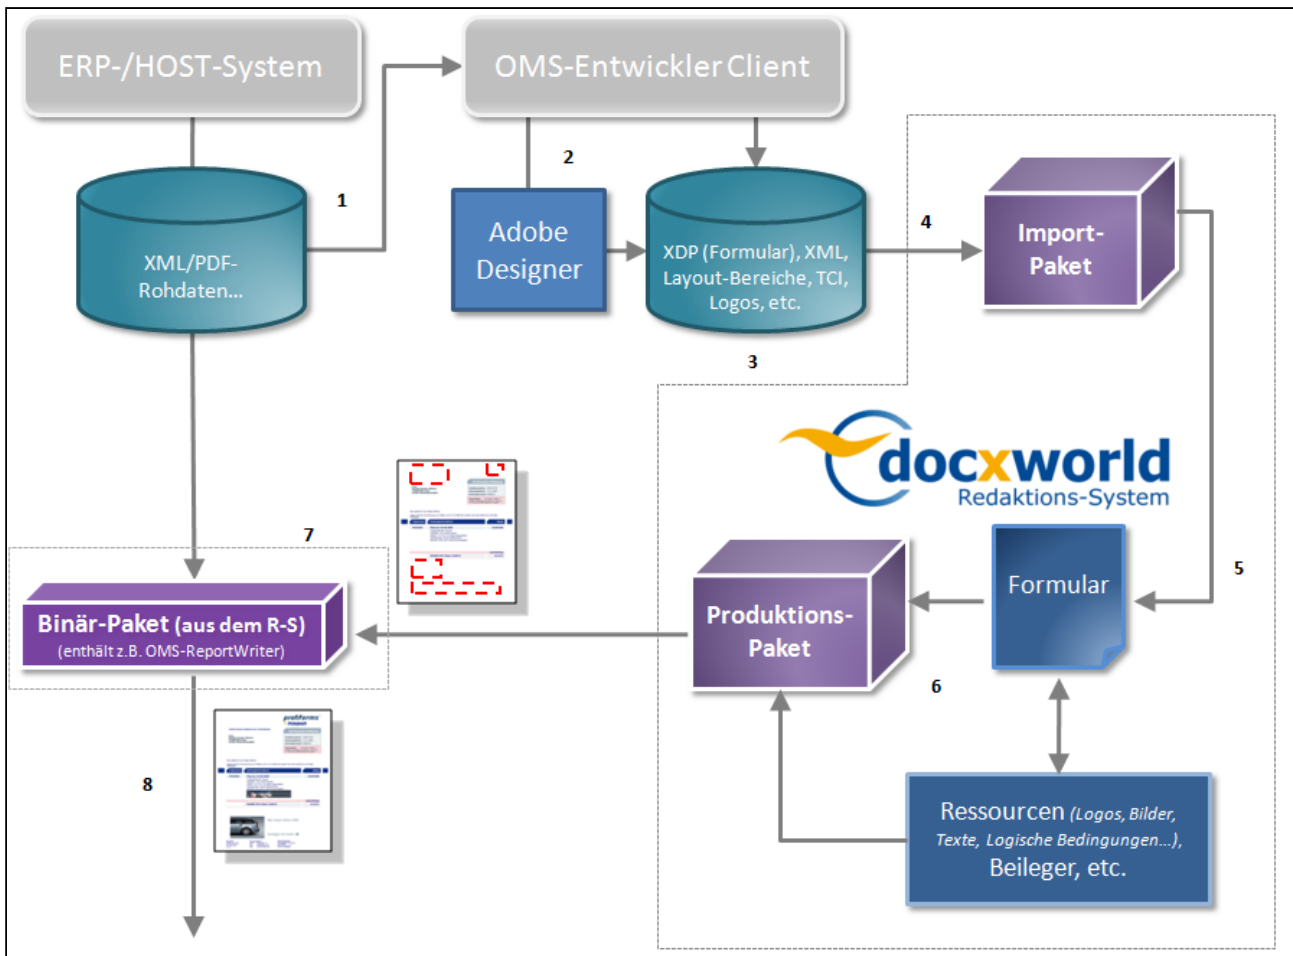 ERP-/HOST-System
OMS-Entwickler Client
1
2
XML/PDF-
Rohdaten...
Adobe
Designer
XDP (Formular), XML,
Layout-Bereiche, TCI,
Logos, etc.
3
4
Import-
Paket
docxworld
Redaktions-System
5
Formular
Produktions-
Paket
6
Ressourcen (Logos, Bilder,
Texte, Logische Bedingungen...),
Beileger, etc.
7
Binär-Paket (aus dem R-S)
(enthält z.B. OMS-ReportWriter)
8
profiforms